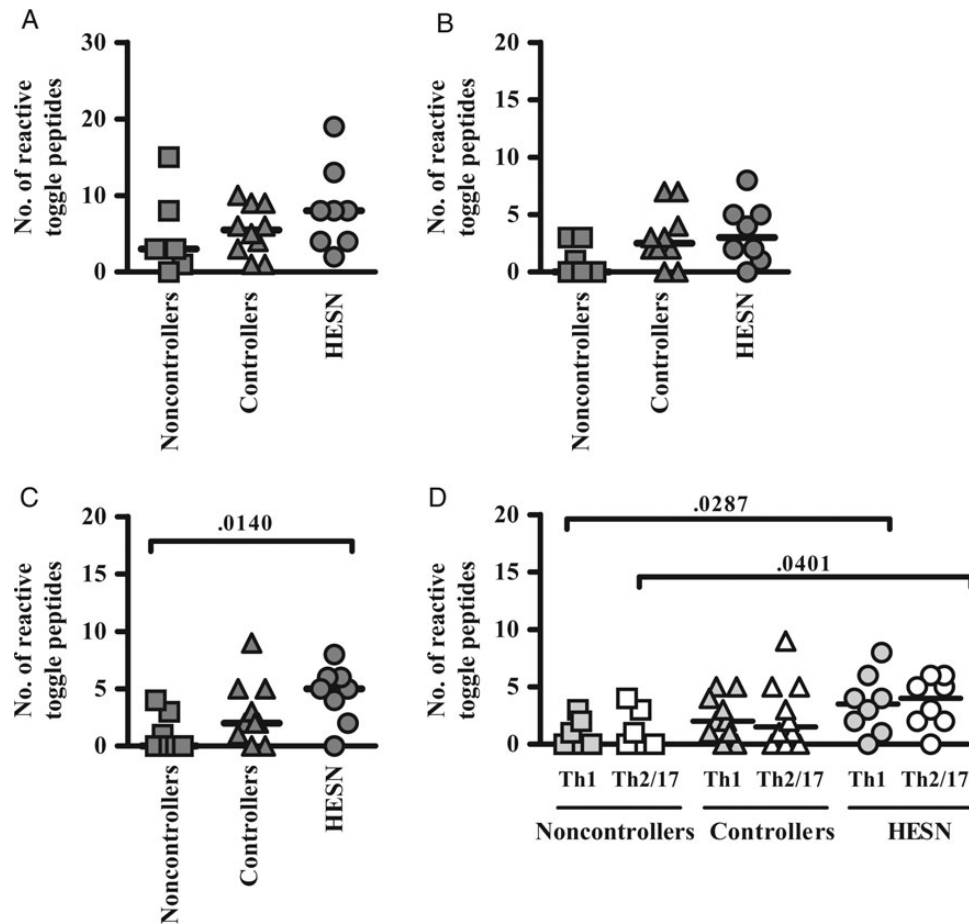 A
No. of reactive
toggle peptides
30
20
10
0
Noncontrollers
Controllers
HESN
B
No. of reactive
toggle peptides
20
15
10
5
0
Noncontrollers
Controllers
HESN
C
No. of reactive
toggle peptides
20
15
10
5
0
.0140
Noncontrollers
Controllers
HESN
D
No. of reactive
toggle peptides
20
15
10
5
0
.0287
.0401
Th1 Th2/17 Th1 Th2/17 Th1 Th2/17
Noncontrollers Controllers HESN